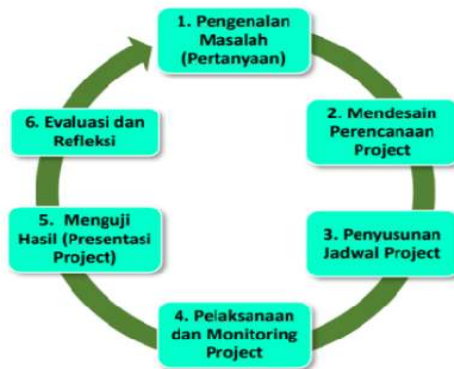 1. Pengenalan
Masalah
(Pertanyaan)
2. Mendesain
Perencanaan
Project
3. Penyusunan
Jadwal Project
4. Pelaksanaan
dan Monitoring
Project
5. Menguji
Hasil (Presentasi
Project)
6. Evaluasi dan
Refleksi